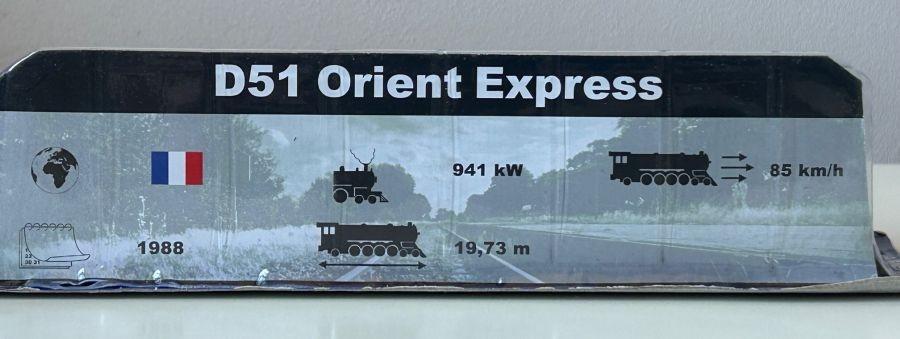 D51 Orient Express
941 kW
85 km/h
1988
19,73 m